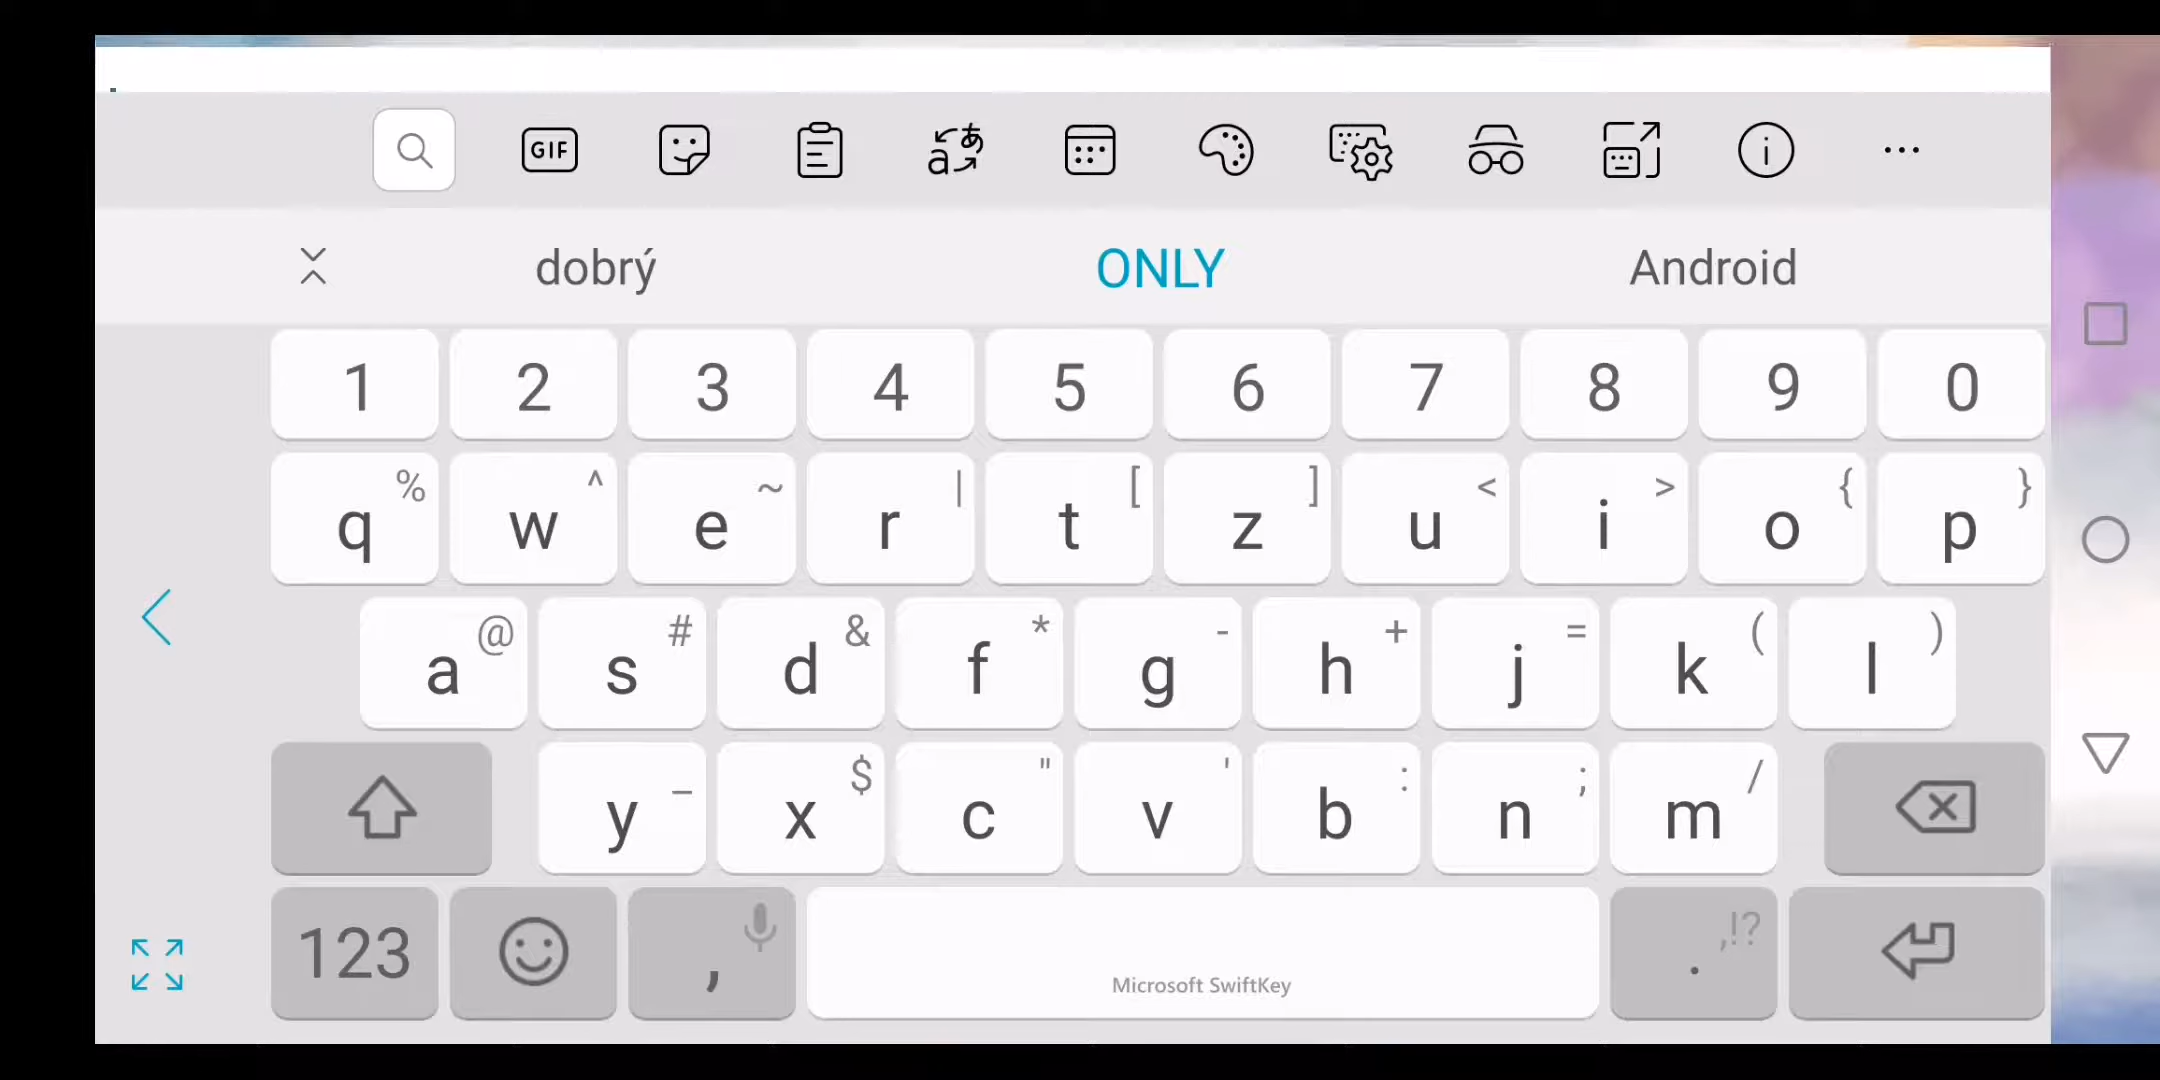 GIF
dobrý ONLY Android
1 2 3 4 5 6 7 8 9 0
q % w ^ e ~ r | t [ z ] u < i > o { p }
a @ s # d & f * g - h + j = k ( l )
y _ x $ c " v ' b : n ; m /
123 , Microsoft SwiftKey . ,!?